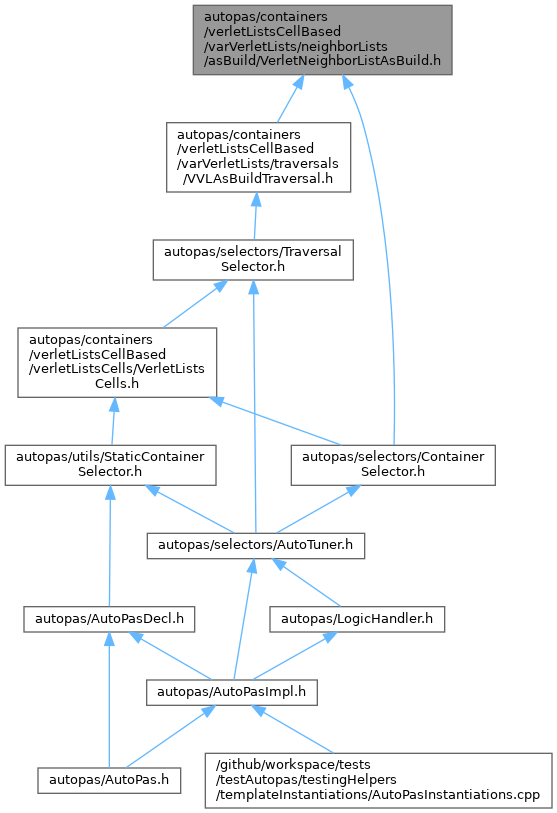 autopas/containers
/verletListsCellBased
/varVerletLists/neighborLists
/asBuild/VerletNeighborListAsBuild.h
autopas/containers
/verletListsCellBased
/varVerletLists/traversals
/VVLAsBuildTraversal.h
autopas/selectors/Traversal
Selector.h
autopas/containers
/verletListsCellBased
/verletListsCells/VerletLists
Cells.h
autopas/utils/StaticContainer
Selector.h
autopas/selectors/Container
Selector.h
autopas/selectors/AutoTuner.h
autopas/AutoPasDecl.h
autopas/LogicHandler.h
autopas/AutoPasImpl.h
autopas/AutoPas.h
/github/workspace/tests
/testAutopas/testingHelpers
/templateInstantiations/AutoPasInstantiations.cpp